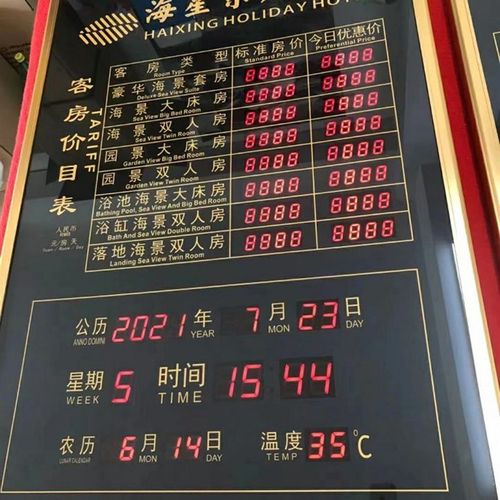 海星
HAIXING HOLIDAY
客房价目表
TARIFF
人民币
元/房 天
客房类型 标准房价 今日优惠价
Room Type Standard Price Preferential Price
豪华海景套房 8888 8888
Deluxe Sea View Suite
海景大床房 8888 8888
Sea View Big Bed Room
海景双人房 8888 8888
Sea View Twin Room
园景大床房 8888 8888
Garden View Big Bed Room
园景双人房 8888 8888
Garden View Twin Room
浴池海景大床房 8888 8888
Bathing Pool, Sea View And Big Bed Room
浴缸海景双人房 8888 8888
Bath And Sea View Double Room
落地海景双人房 8888 8888
Landing Sea View Twin Room
公历 2021 年 7 月 23 日
ANNO DOMINI YEAR MON DAY
星期 5 时间 15 44
WEEK TIME
农历 6 月 14 日 温度 35 ℃
LUNAR CALENDAR MON DAY TEMP